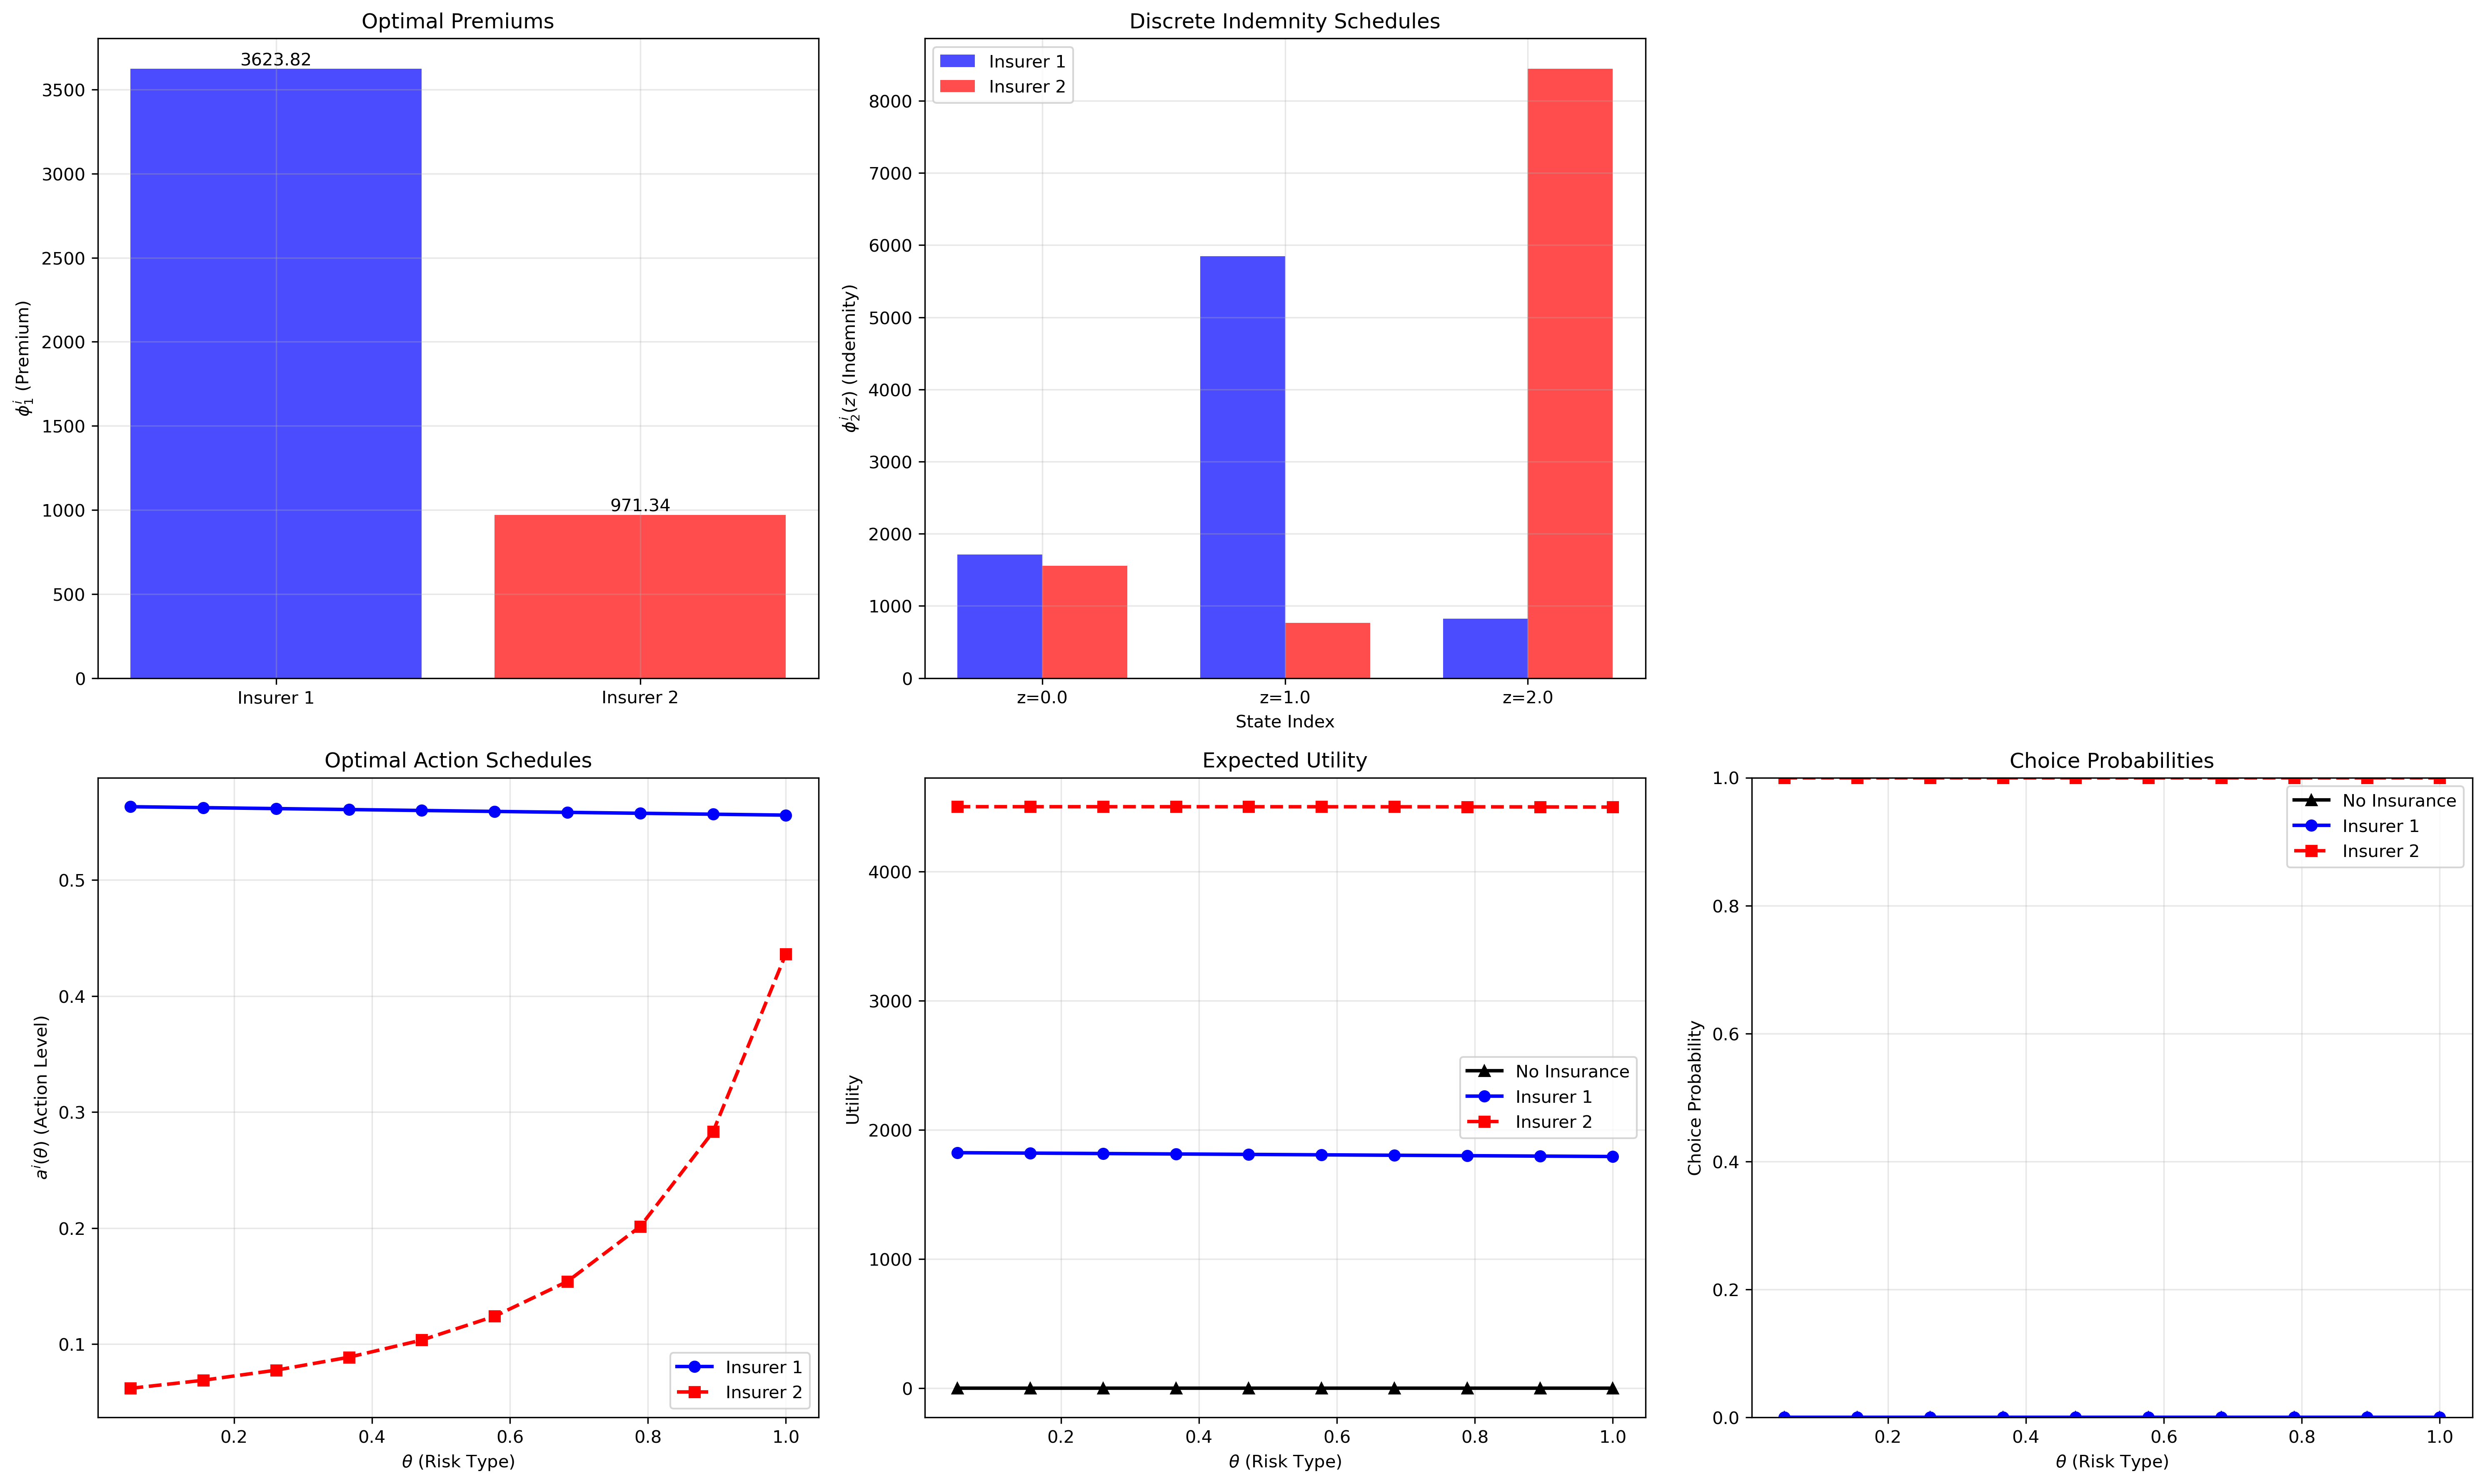 Optimal Premiums
3623.82
971.34
3500
3000
2500
2000
1500
1000
500
0
ϕ₁ⁱ (Premium)
Insurer 1
Insurer 2
Discrete Indemnity Schedules
Insurer 1
Insurer 2
8000
7000
6000
5000
4000
3000
2000
1000
0
ϕ₂ⁱ(z) (Indemnity)
z=0.0
z=1.0
z=2.0
State Index
Optimal Action Schedules
0.5
0.4
0.3
0.2
0.1
aⁱ(θ) (Action Level)
Insurer 1
Insurer 2
0.2
0.4
0.6
0.8
1.0
θ (Risk Type)
Expected Utility
4000
3000
2000
1000
0
Utility
No Insurance
Insurer 1
Insurer 2
0.2
0.4
0.6
0.8
1.0
θ (Risk Type)
Choice Probabilities
1.0
0.8
0.6
0.4
0.2
0.0
Choice Probability
No Insurance
Insurer 1
Insurer 2
0.2
0.4
0.6
0.8
1.0
θ (Risk Type)